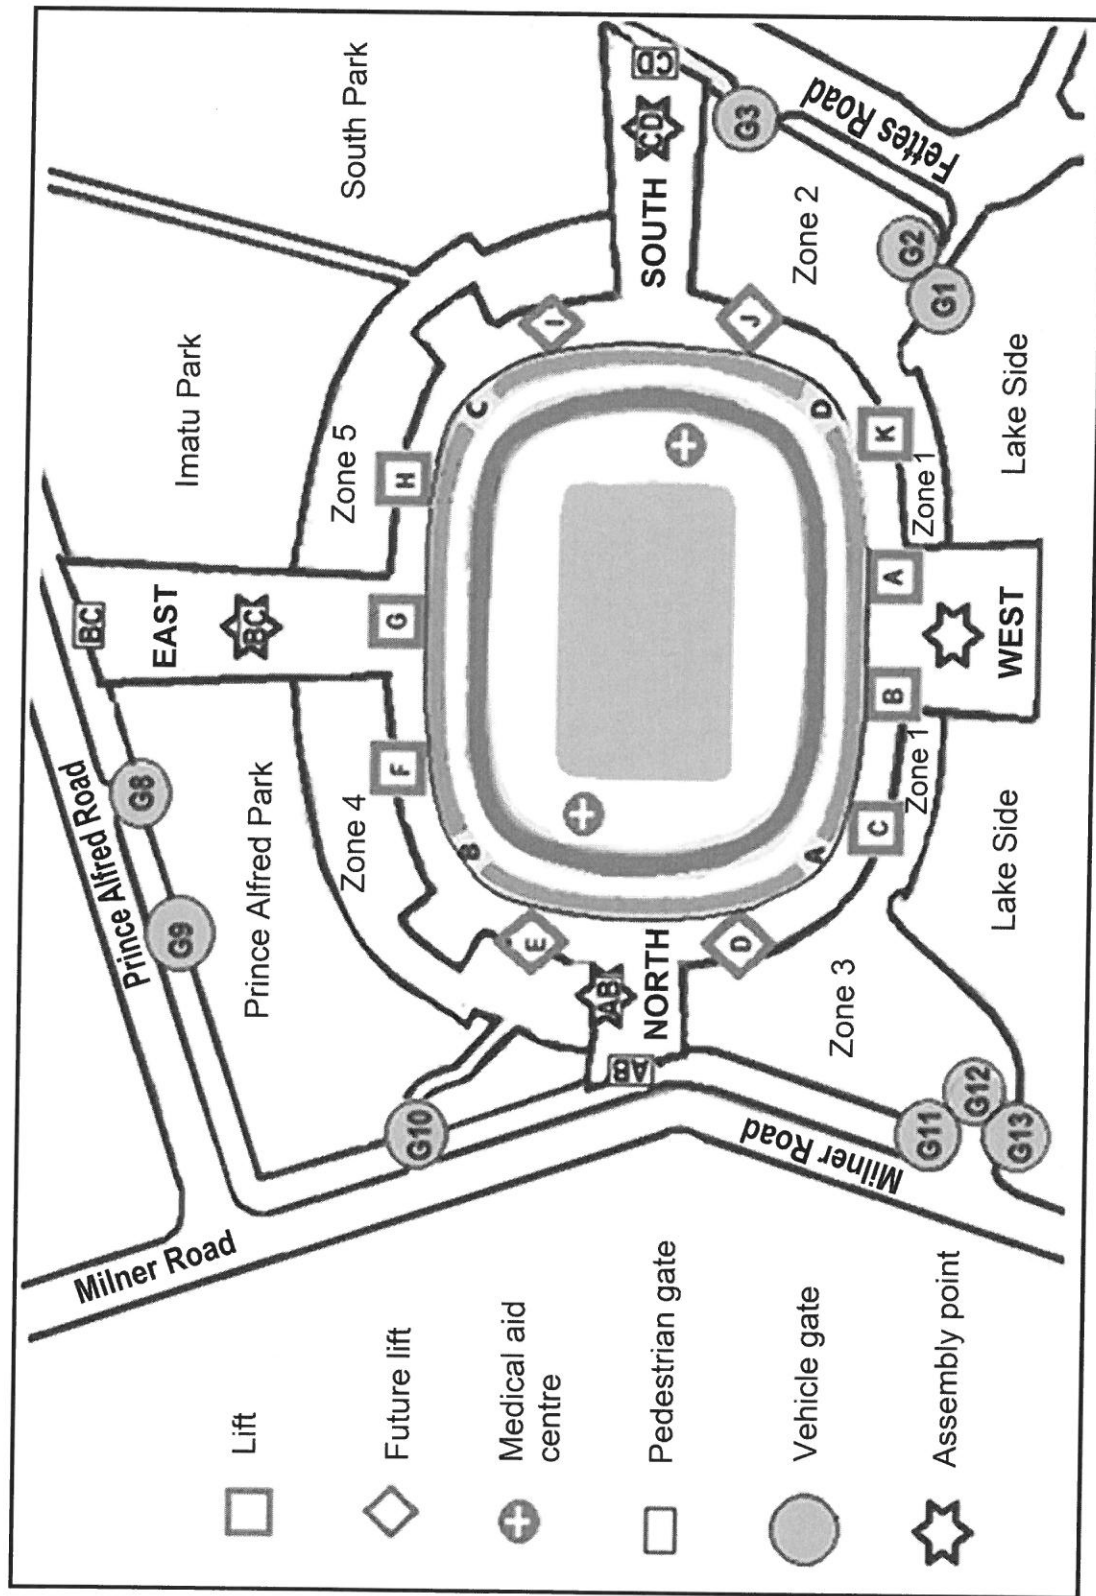 Lift
Future lift
Medical aid
centre
Pedestrian gate
Vehicle gate
Assembly point
Milner Road
Prince Alfred Road
G9
G8
BC
EAST
BC
Prince Alfred Park
Imatu Park
South Park
Zone 4
Zone 5
G10
E
F
G
H
I
B
C
AB
AB
NORTH
SOUTH
CD
CD
D
J
A
D
C
B
A
K
Zone 3
Zone 1
Zone 1
Zone 2
G3
Milner Road
Fettes Road
G11
G12
G13
G2
G1
WEST
Lake Side
Lake Side